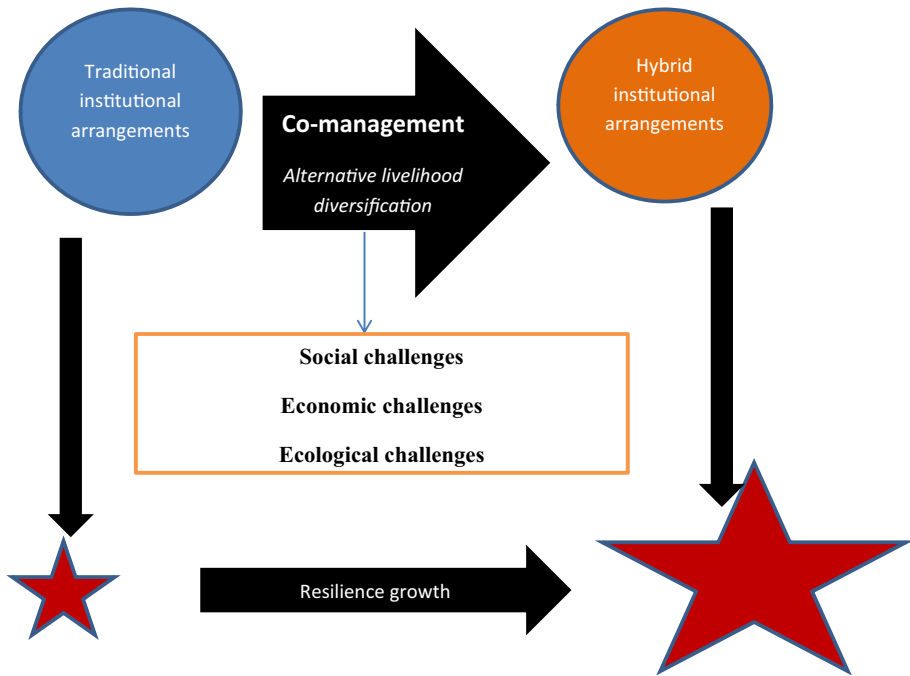 Traditional
institutional
arrangements
Co-management
Alternative livelihood
diversification
Hybrid
institutional
arrangements
Social challenges
Economic challenges
Ecological challenges
Resilience growth